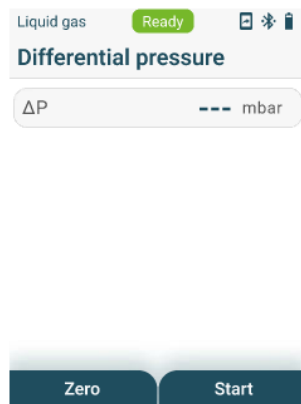 Liquid gas Ready
Differential pressure
ΔP --- mbar
Zero Start